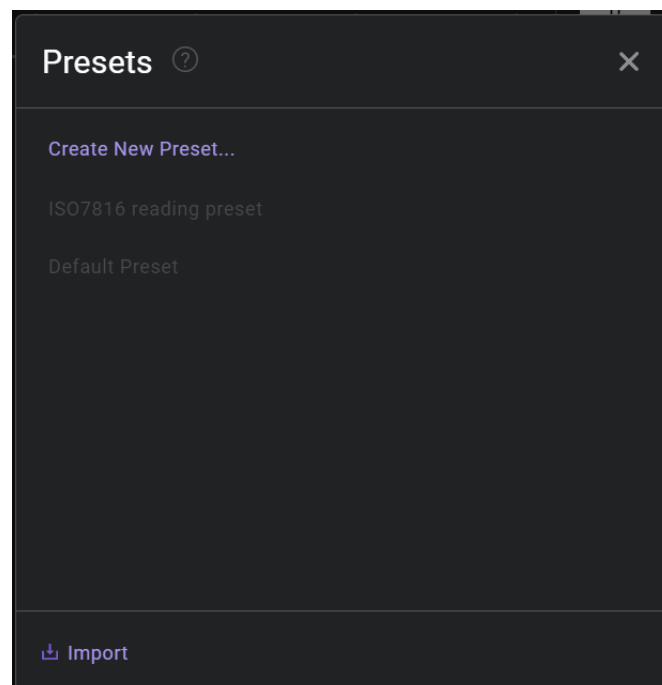 Presets
Create New Preset...
ISO7816 reading preset
Default Preset
Import